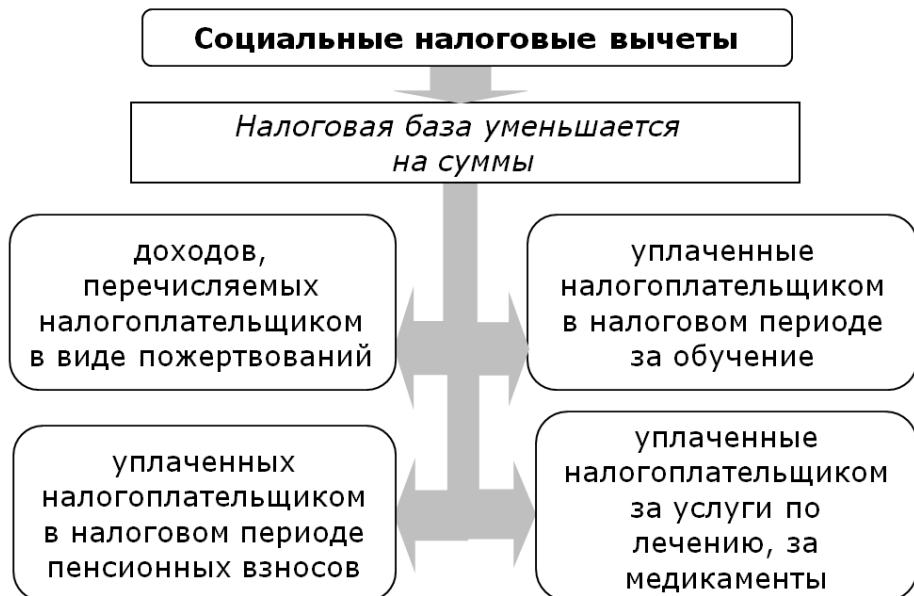 Социальные налоговые вычеты
Налоговая база уменьшается
на суммы
доходов,
перечисляемых
налогоплательщиком
в виде пожертвований
уплаченные
налогоплательщиком
в налоговом периоде
за обучение
уплаченных
налогоплательщиком
в налоговом периоде
пенсионных взносов
уплаченные
налогоплательщиком
за услуги по
лечению, за
медикаменты